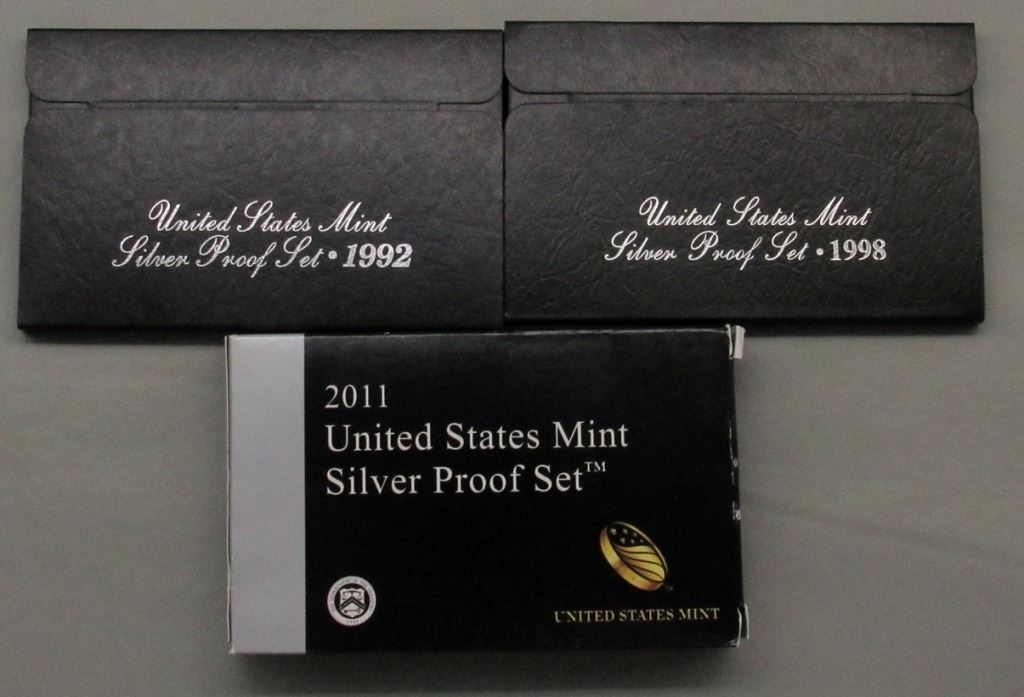 United States Mint
Silver Proof Set • 1992
United States Mint
Silver Proof Set • 1998
2011
United States Mint
Silver Proof Set™
UNITED STATES MINT